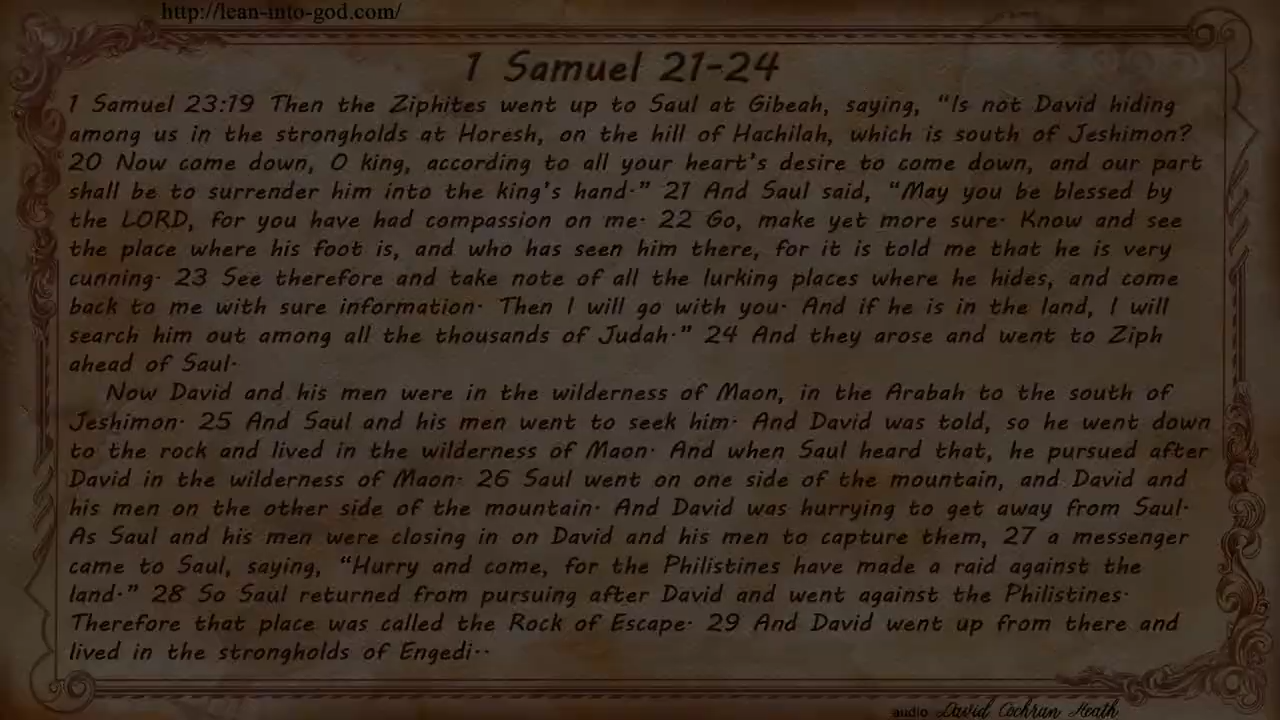 http://lean-into-god.com/
1 Samuel 21-24
1 Samuel 23:19 Then the Ziphites went up to Saul at Gibeah, saying, “Is not David hiding
among us in the strongholds at Horesh, on the hill of Hachilah, which is south of Jeshimon?
20 Now come down, O king, according to all your heart's desire to come down, and our part
shall be to surrender him into the king's hand·” 21 And Saul said, “May you be blessed by
the LORD, for you have had compassion on me· 22 Go, make yet more sure· Know and see
the place where his foot is, and who has seen him there, for it is told me that he is very
cunning· 23 See therefore and take note of all the lurking places where he hides, and come
back to me with sure information· Then I will go with you· And if he is in the land, I will
search him out among all the thousands of Judah·” 24 And they arose and went to Ziph
ahead of Saul·
Now David and his men were in the wilderness of Maon, in the Arabah to the south of
Jeshimon· 25 And Saul and his men went to seek him· And David was told, so he went down
to the rock and lived in the wilderness of Maon· And when Saul heard that, he pursued after
David in the wilderness of Maon· 26 Saul went on one side of the mountain, and David and
his men on the other side of the mountain· And David was hurrying to get away from Saul·
As Saul and his men were closing in on David and his men to capture them, 27 a messenger
came to Saul, saying, “Hurry and come, for the Philistines have made a raid against the
land·” 28 So Saul returned from pursuing after David and went against the Philistines·
Therefore that place was called the Rock of Escape· 29 And David went up from there and
lived in the strongholds of Engedi··
audio David Cochran Heath